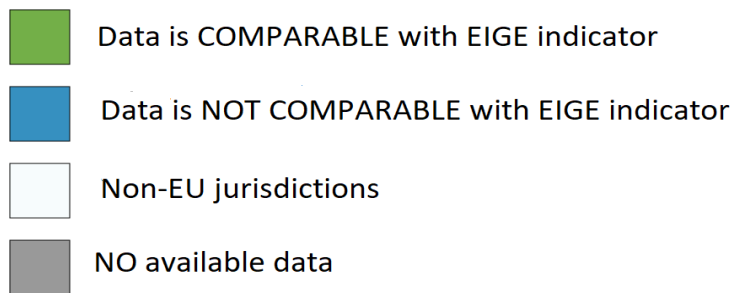 Data is COMPARABLE with EIGE indicator
Data is NOT COMPARABLE with EIGE indicator
Non-EU jurisdictions
NO available data